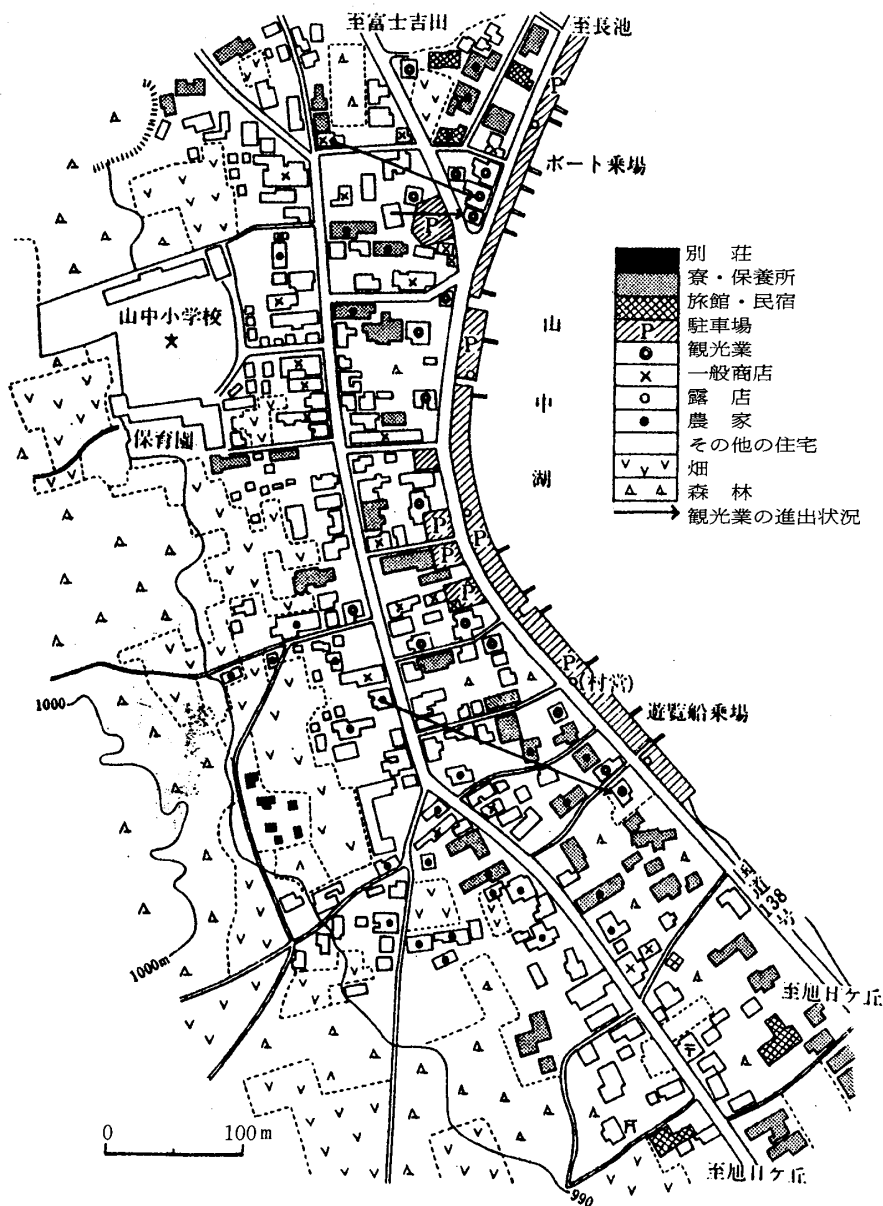 至富士吉田
至長池
P
ボート乗場
P
山中小学校
保育園
山
中
湖
P
P
P
P
P
P
P
別 荘
寮・保養所
旅館・民宿
P 駐車場
観光業
一般商店
露 店
農 家
その他の住宅
畑
森 林
観光業の進出状況
(村営)
遊覧船乗場
1000
1000m
国道138号
至旭日ケ丘
至旭日ケ丘
990
0 100m